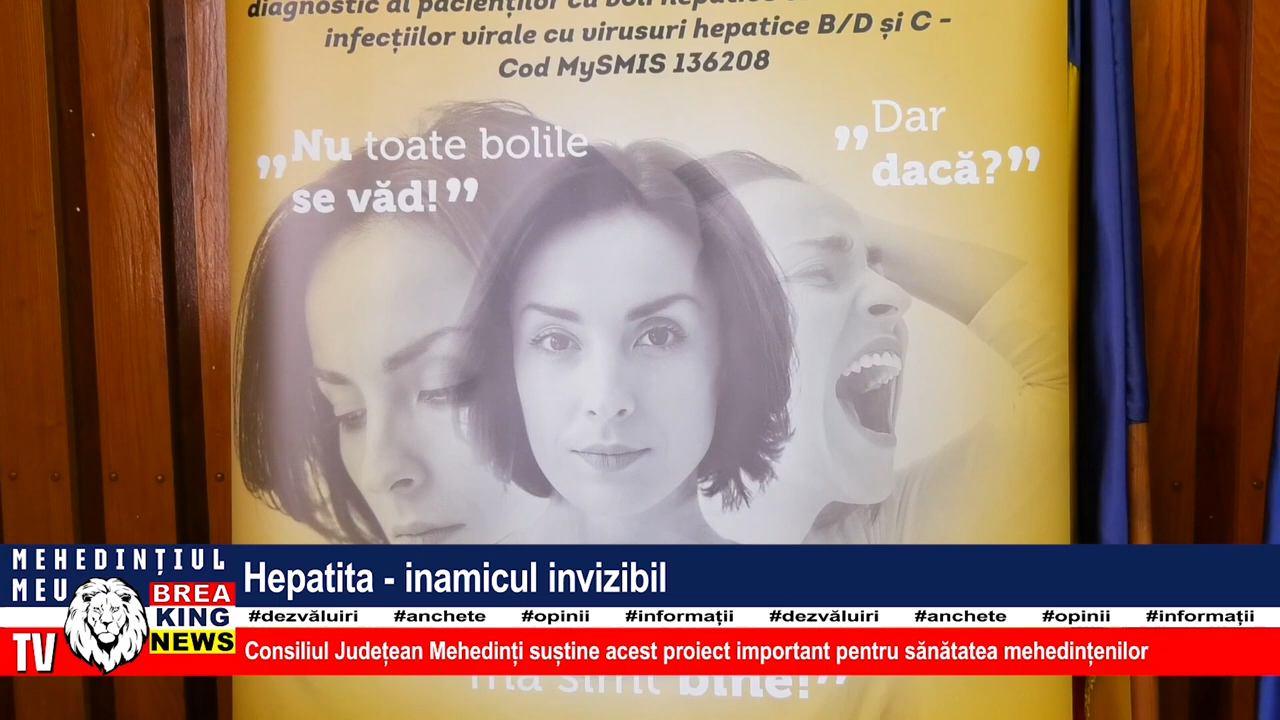 diagnostic al pacienților cu boli hepatice
infecțiilor virale cu virusuri hepatice B/D și C -
Cod MySMIS 136208
„Nu toate bolile
se văd!”
„Dar
dacă?”
MEHEDINȚIUL
MEU
BREA
KING
NEWS
TV
Hepatita - inamicul invizibil
#dezvăluiri #anchete #opinii #informații #dezvăluiri #anchete #opinii #informații
Consiliul Județean Mehedinți susține acest proiect important pentru sănătatea mehedințenilor
mă simt bine!”